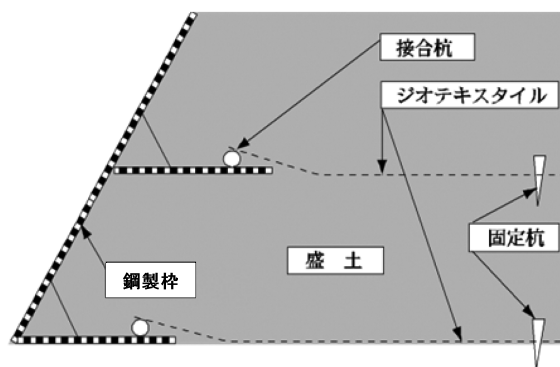 接合杭
ジオテキスタイル
固定杭
盛 土
鋼製枠